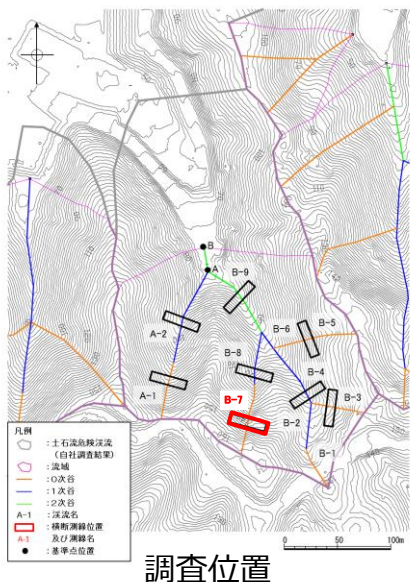 B
A
B-9
A-2
B-6
B-5
B-8
B-4
A-1
B-7
B-3
B-2
B-1
凡例
:土石流危険渓流
(自社調査結果)
:流域
:0次谷
:1次谷
:2次谷
A-1 :渓流名
:横断測線位置
A-1 及び測線名
:基準点位置
0 50 100m
調査位置